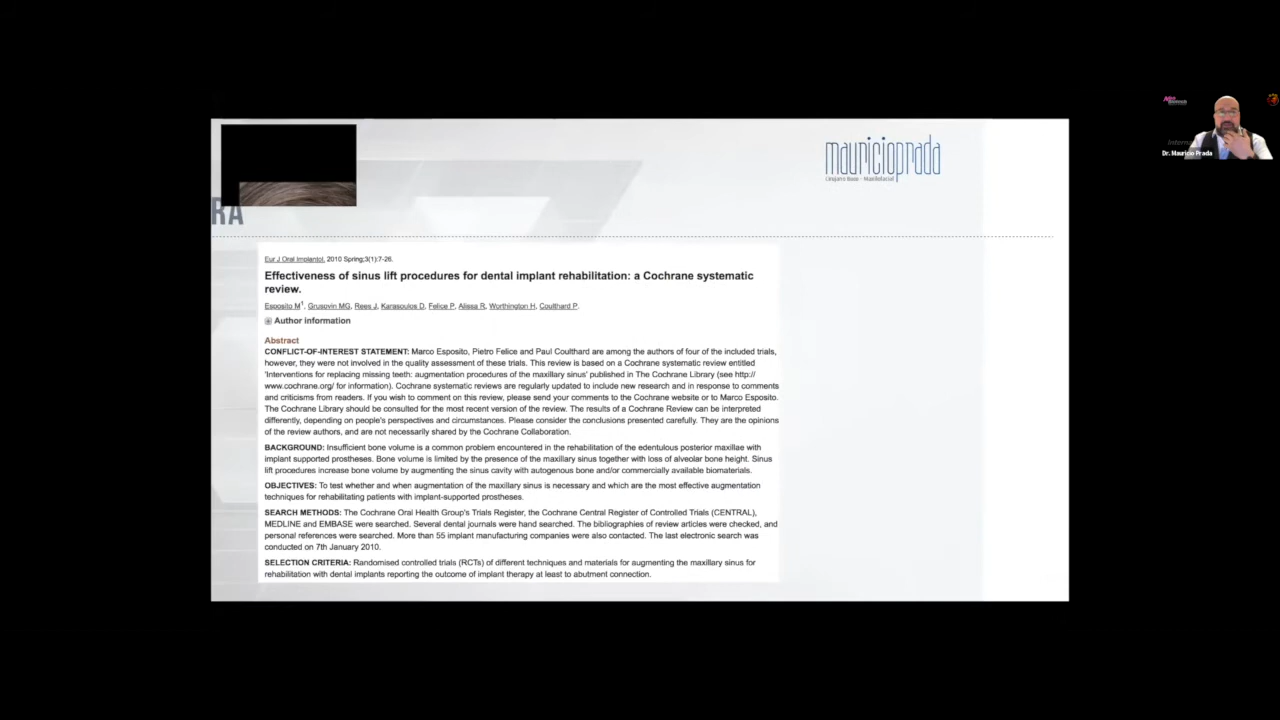 mauricioprada
Cirujano Buco - Maxilofacial
RA
Eur J Oral Implantol. 2010 Spring;3(1):7-26.
Effectiveness of sinus lift procedures for dental implant rehabilitation: a Cochrane systematic
review.
Esposito M1, Grusovin MG, Rees J, Karasoulos D, Felice P, Alissa R, Worthington H, Coulthard P.
Author information
Abstract
CONFLICT-OF-INTEREST STATEMENT: Marco Esposito, Pietro Felice and Paul Coulthard are among the authors of four of the included trials,
however, they were not involved in the quality assessment of these trials. This review is based on a Cochrane systematic review entitled
'Interventions for replacing missing teeth: augmentation procedures of the maxillary sinus' published in The Cochrane Library (see http://
www.cochrane.org/ for information). Cochrane systematic reviews are regularly updated to include new research and in response to comments
and criticisms from readers. If you wish to comment on this review, please send your comments to the Cochrane website or to Marco Esposito.
The Cochrane Library should be consulted for the most recent version of the review. The results of a Cochrane Review can be interpreted
differently, depending on people's perspectives and circumstances. Please consider the conclusions presented carefully. They are the opinions
of the review authors, and are not necessarily shared by the Cochrane Collaboration.
BACKGROUND: Insufficient bone volume is a common problem encountered in the rehabilitation of the edentulous posterior maxillae with
implant supported prostheses. Bone volume is limited by the presence of the maxillary sinus together with loss of alveolar bone height. Sinus
lift procedures increase bone volume by augmenting the sinus cavity with autogenous bone and/or commercially available biomaterials.
OBJECTIVES: To test whether and when augmentation of the maxillary sinus is necessary and which are the most effective augmentation
techniques for rehabilitating patients with implant-supported prostheses.
SEARCH METHODS: The Cochrane Oral Health Group's Trials Register, the Cochrane Central Register of Controlled Trials (CENTRAL),
MEDLINE and EMBASE were searched. Several dental journals were hand searched. The bibliographies of review articles were checked, and
personal references were searched. More than 55 implant manufacturing companies were also contacted. The last electronic search was
conducted on 7th January 2010.
SELECTION CRITERIA: Randomised controlled trials (RCTs) of different techniques and materials for augmenting the maxillary sinus for
rehabilitation with dental implants reporting the outcome of implant therapy at least to abutment connection.
Dr. Mauricio Prada